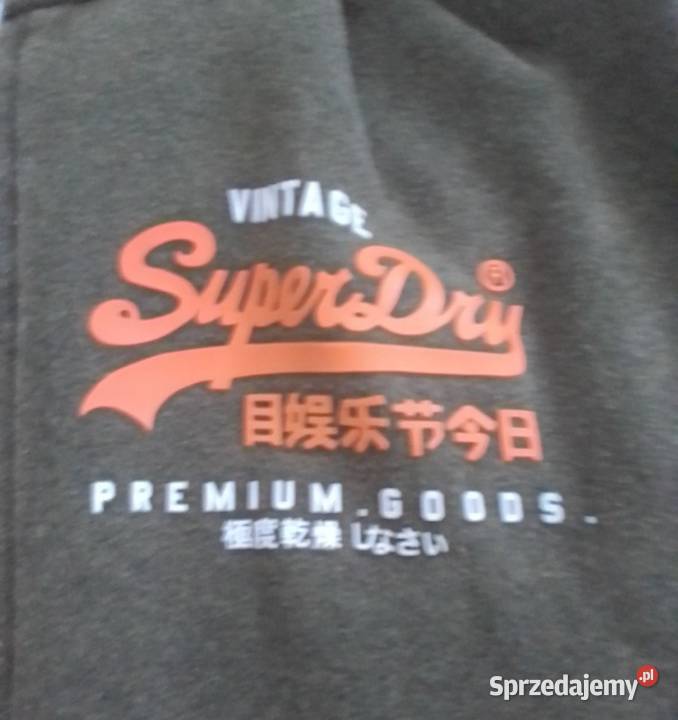 VINTAGE
SuperDry®
目娱乐节今日
PREMIUM.GOODS.
極度乾燥 しなさい
Sprzedajemy.pl